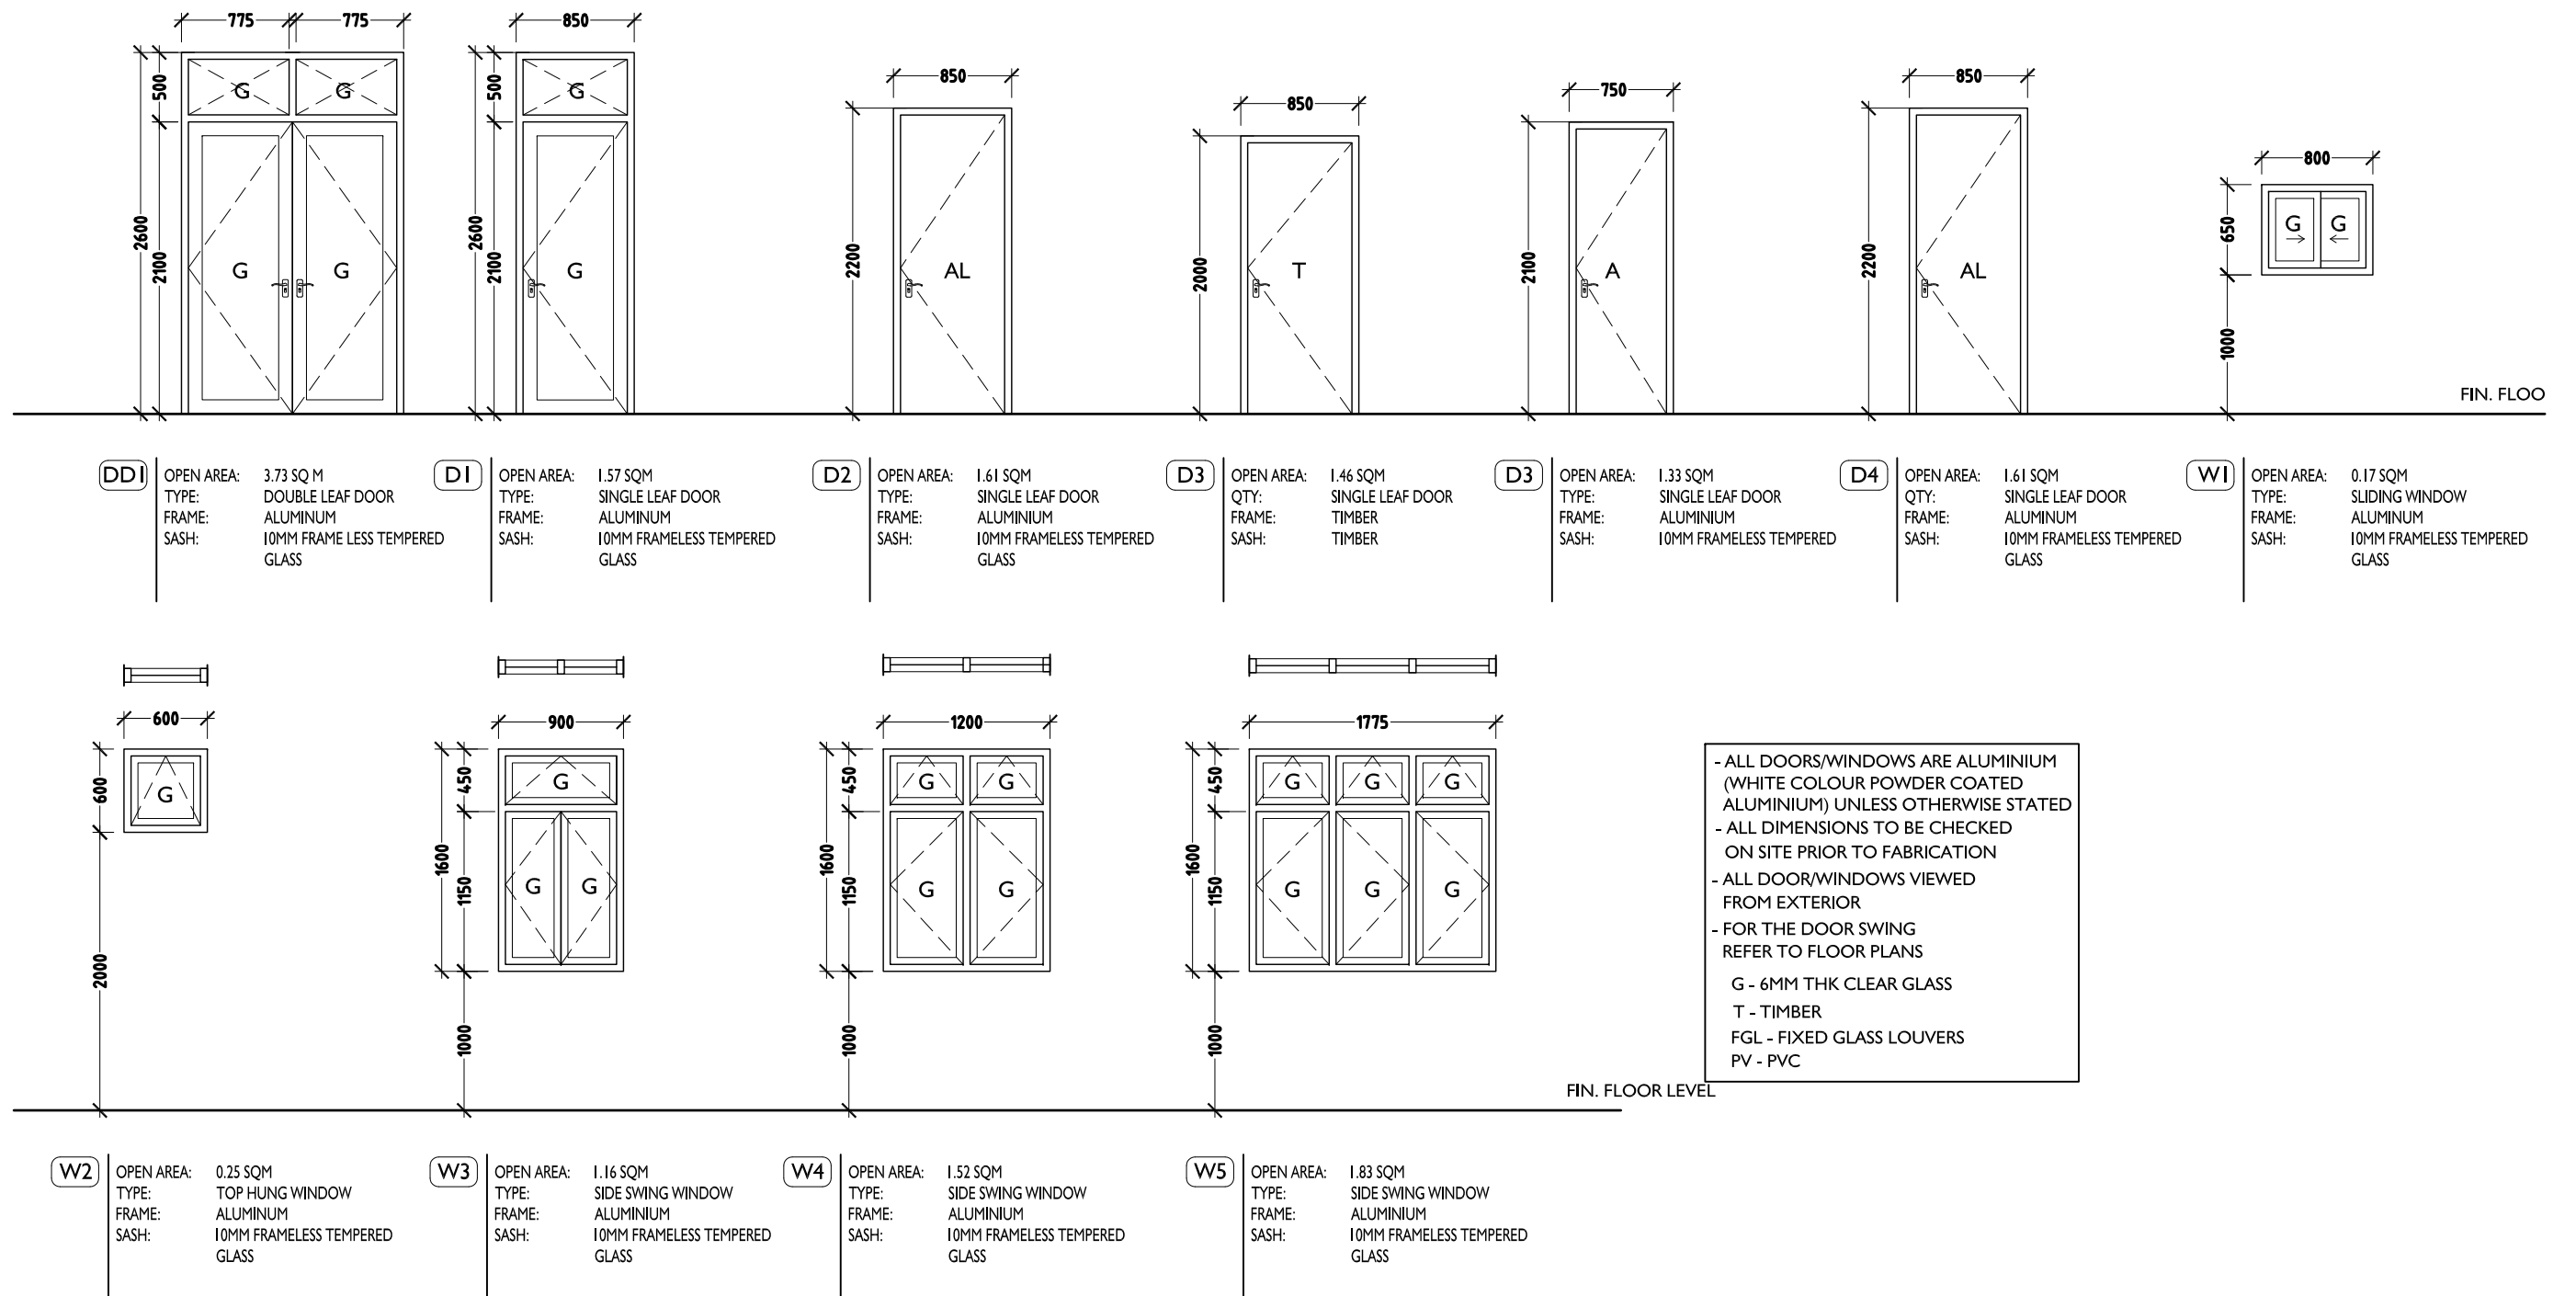 775
775
850
850
850
750
850
800
500
2600
2100
G
G
G
G
500
2600
2100
G
G
2200
AL
2000
T
2100
A
2200
AL
650
1000
G
G
FIN. FLOO
DD1
OPEN AREA: 3.73 SQ M
TYPE: DOUBLE LEAF DOOR
FRAME: ALUMINUM
SASH: 10MM FRAME LESS TEMPERED
GLASS
D1
OPEN AREA: 1.57 SQM
TYPE: SINGLE LEAF DOOR
FRAME: ALUMINUM
SASH: 10MM FRAMELESS TEMPERED
GLASS
D2
OPEN AREA: 1.61 SQM
TYPE: SINGLE LEAF DOOR
FRAME: ALUMINIUM
SASH: 10MM FRAMELESS TEMPERED
GLASS
D3
OPEN AREA: 1.46 SQM
QTY: SINGLE LEAF DOOR
FRAME: TIMBER
SASH: TIMBER
D3
OPEN AREA: 1.33 SQM
TYPE: SINGLE LEAF DOOR
FRAME: ALUMINIUM
SASH: 10MM FRAMELESS TEMPERED
D4
OPEN AREA: 1.61 SQM
QTY: SINGLE LEAF DOOR
FRAME: ALUMINUM
SASH: 10MM FRAMELESS TEMPERED
GLASS
W1
OPEN AREA: 0.17 SQM
TYPE: SLIDING WINDOW
FRAME: ALUMINUM
SASH: 10MM FRAMELESS TEMPERED
GLASS
600
600
2000
G
900
450
1600
1150
1000
G
G
G
1200
450
1600
1150
1000
G
G
G
G
1775
450
1600
1150
1000
G
G
G
G
G
G
- ALL DOORS/WINDOWS ARE ALUMINIUM
(WHITE COLOUR POWDER COATED
ALUMINIUM) UNLESS OTHERWISE STATED
- ALL DIMENSIONS TO BE CHECKED
ON SITE PRIOR TO FABRICATION
- ALL DOOR/WINDOWS VIEWED
FROM EXTERIOR
- FOR THE DOOR SWING
REFER TO FLOOR PLANS
G - 6MM THK CLEAR GLASS
T - TIMBER
FGL - FIXED GLASS LOUVERS
PV - PVC
FIN. FLOOR LEVEL
W2
OPEN AREA: 0.25 SQM
TYPE: TOP HUNG WINDOW
FRAME: ALUMINUM
SASH: 10MM FRAMELESS TEMPERED
GLASS
W3
OPEN AREA: 1.16 SQM
TYPE: SIDE SWING WINDOW
FRAME: ALUMINIUM
SASH: 10MM FRAMELESS TEMPERED
GLASS
W4
OPEN AREA: 1.52 SQM
TYPE: SIDE SWING WINDOW
FRAME: ALUMINIUM
SASH: 10MM FRAMELESS TEMPERED
GLASS
W5
OPEN AREA: 1.83 SQM
TYPE: SIDE SWING WINDOW
FRAME: ALUMINIUM
SASH: 10MM FRAMELESS TEMPERED
GLASS